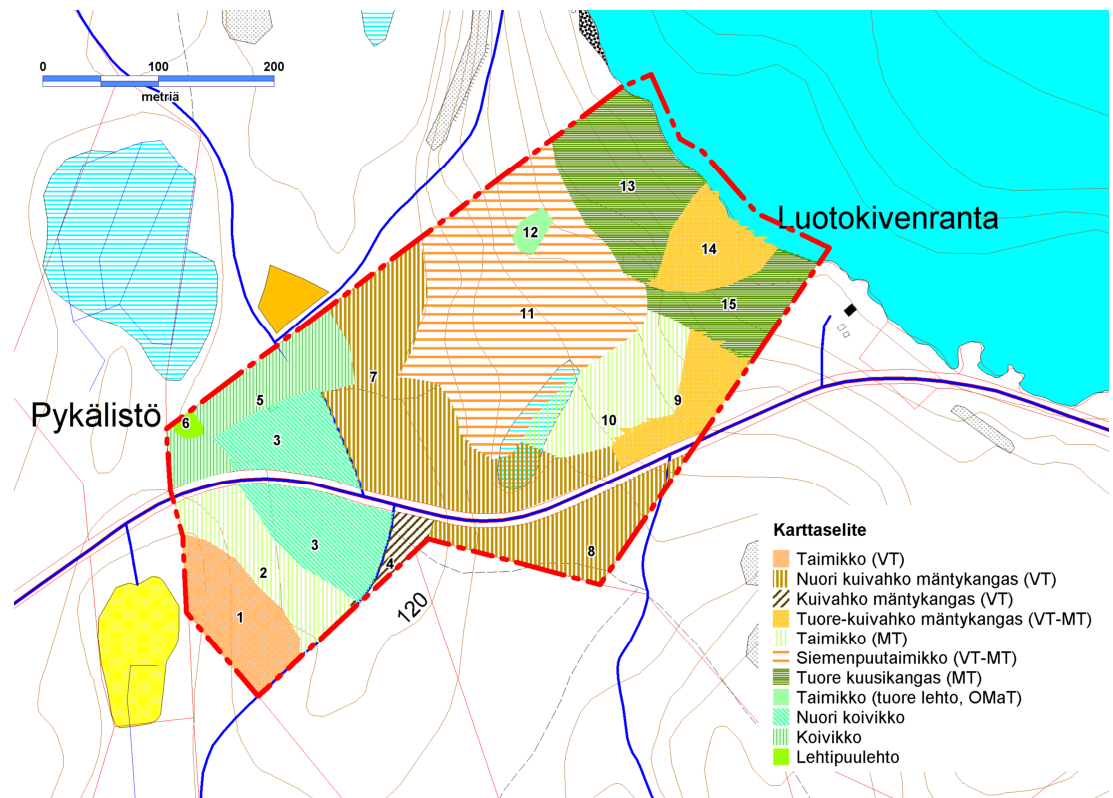 0 100 200
metriä
13
Luotokivenranta
12
14
11
15
7
5
9
Pykälistö
6
3
10
3
8
4
2
120
1
Karttaselite
Taimikko (VT)
Nuori kuivahko mäntykangas (VT)
Kuivahko mäntykangas (VT)
Tuore-kuivahko mäntykangas (VT-MT)
Taimikko (MT)
Siemenpuutaimikko (VT-MT)
Tuore kuusikangas (MT)
Taimikko (tuore lehto, OMaT)
Nuori koivikko
Koivikko
Lehtipuulehto